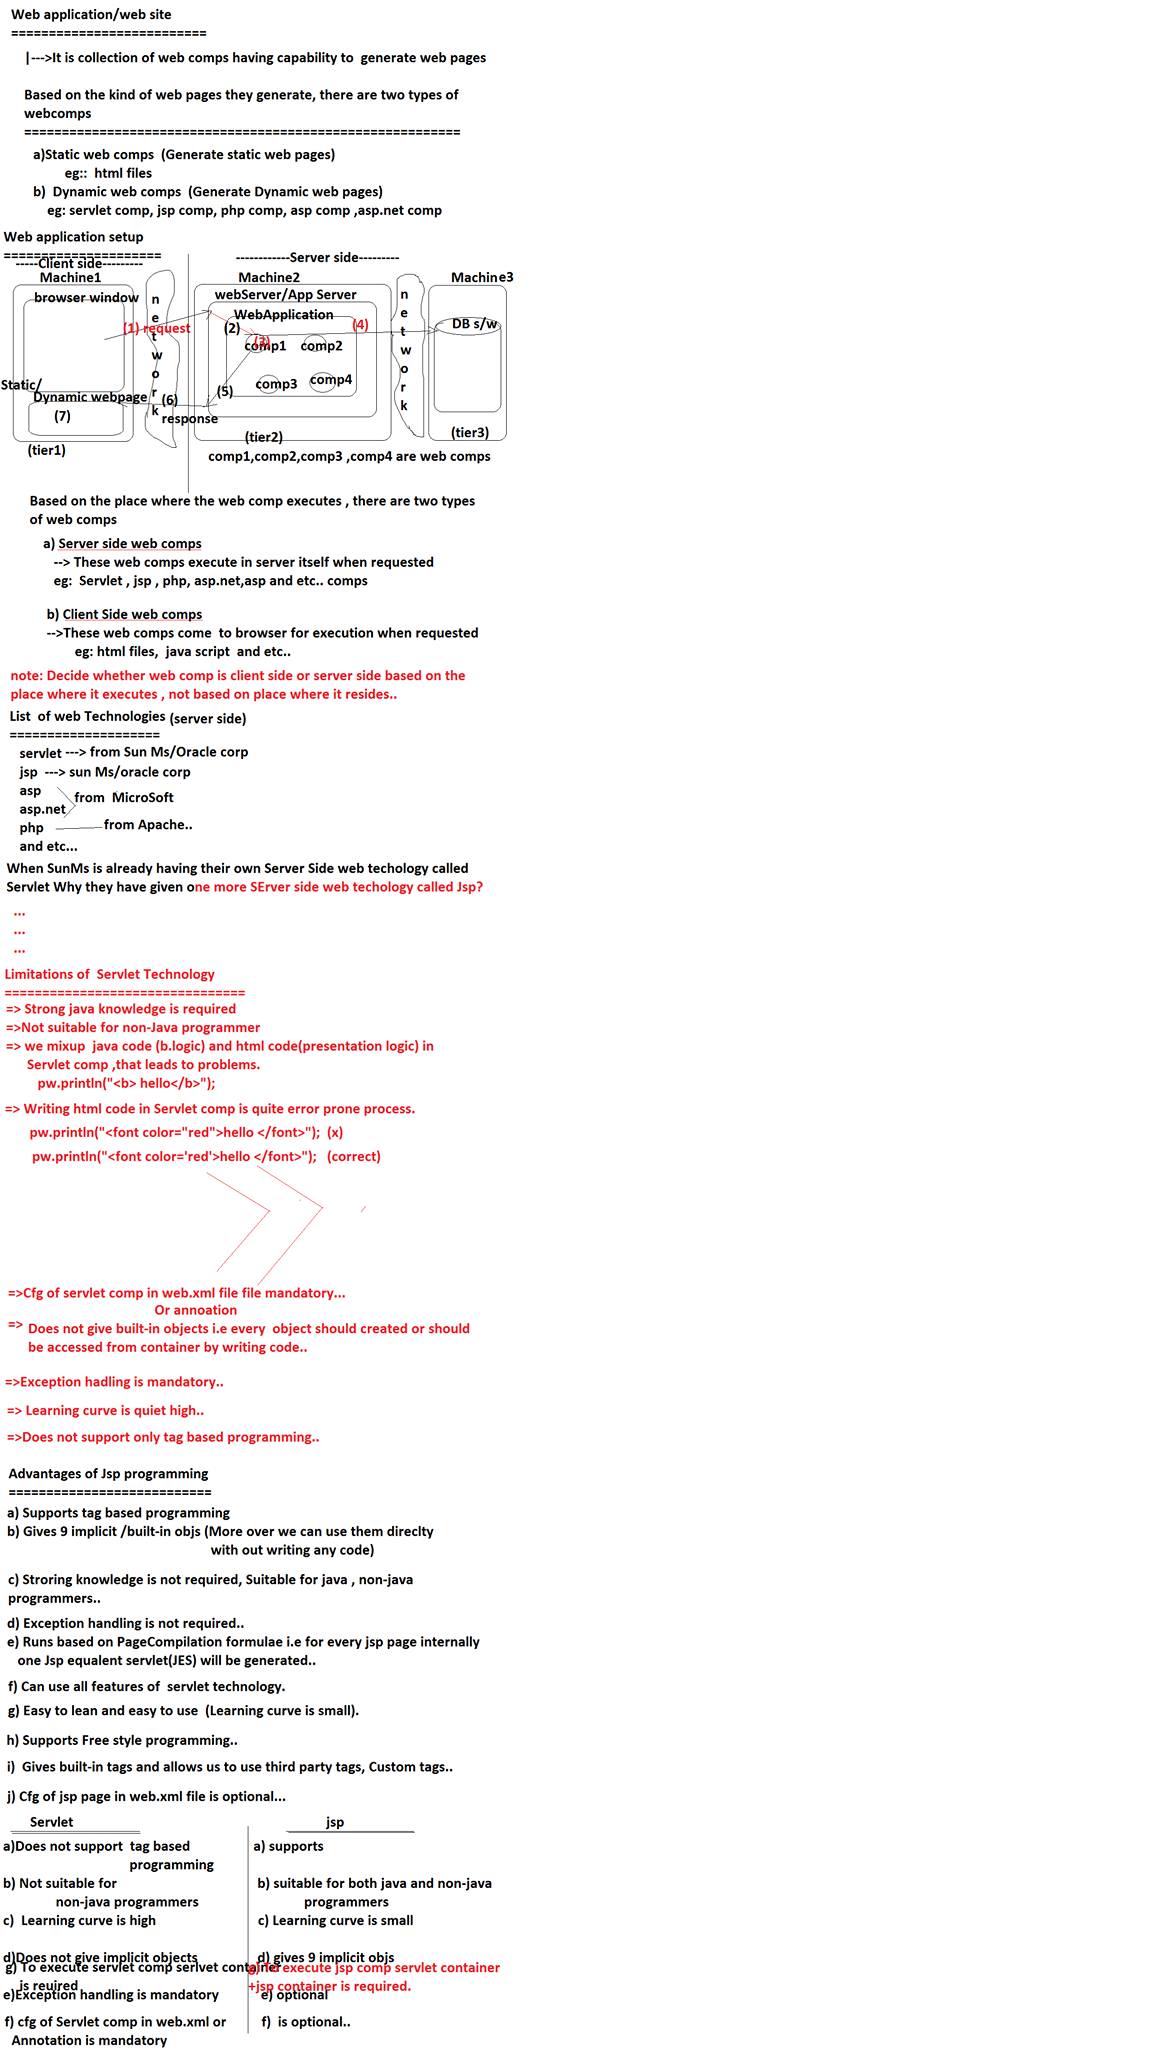 Web application/web site
==========================
|--->It is collection of web comps having capability to  generate web pages
Based on the kind of web pages they generate, there are two types of
webcomps
==========================================================
a)Static web comps  (Generate static web pages)
eg::  html files
b)  Dynamic web comps  (Generate Dynamic web pages)
eg: servlet comp, jsp comp, php comp, asp comp ,asp.net comp
Web application setup
=====================
-----Client side---------
------------Server side---------
Machine1
Machine2
Machine3
browser window
webServer/App Server
WebApplication
network
network
DB s/w
(1) request
(2)
(3)
(4)
comp1
comp2
comp3
comp4
Static/
Dynamic webpage
(5)
(6)
response
(7)
(tier1)
(tier2)
(tier3)
comp1,comp2,comp3 ,comp4 are web comps
Based on the place where the web comp executes , there are two types
of web comps
a) Server side web comps
--> These web comps execute in server itself when requested
eg:  Servlet , jsp , php, asp.net,asp and etc.. comps
b) Client Side web comps
-->These web comps come  to browser for execution when requested
eg: html files,  java script  and etc..
note: Decide whether web comp is client side or server side based on the
place where it executes , not based on place where it resides..
List  of web Technologies (server side)
====================
servlet ---> from Sun Ms/Oracle corp
jsp  ---> sun Ms/oracle corp
asp
from  MicroSoft
asp.net
php
from Apache..
and etc...
When SunMs is already having their own Server Side web techology called
Servlet Why they have given one more SErver side web techology called Jsp?
...
...
...
Limitations of  Servlet Technology
================================
=> Strong java knowledge is required
=>Not suitable for non-Java programmer
=> we mixup  java code (b.logic) and html code(presentation logic) in
Servlet comp ,that leads to problems.
pw.println("<b> hello</b>");
=> Writing html code in Servlet comp is quite error prone process.
pw.println("<font color="red">hello </font>");  (x)
pw.println("<font color='red'>hello </font>");   (correct)
=>Cfg of servlet comp in web.xml file file mandatory...
Or annoation
=> Does not give built-in objects i.e every  object should created or should
be accessed from container by writing code..
=>Exception hadling is mandatory..
=> Learning curve is quiet high..
=>Does not support only tag based programming..
Advantages of Jsp programming
===========================
a) Supports tag based programming
b) Gives 9 implicit /built-in objs (More over we can use them direclty
with out writing any code)
c) Stroring knowledge is not required, Suitable for java , non-java
programmers..
d) Exception handling is not required..
e) Runs based on PageCompilation formulae i.e for every jsp page internally
one Jsp equalent servlet(JES) will be generated..
f) Can use all features of  servlet technology.
g) Easy to lean and easy to use  (Learning curve is small).
h) Supports Free style programming..
i)  Gives built-in tags and allows us to use third party tags, Custom tags..
j) Cfg of jsp page in web.xml file is optional...
Servlet
jsp
a)Does not support  tag based
programming
a) supports
b) Not suitable for
non-java programmers
b) suitable for both java and non-java
programmers
c)  Learning curve is high
c) Learning curve is small
d)Does not give implicit objects
d) gives 9 implicit objs
g) To execute servlet comp serlvet container
is reuired
g) To execute jsp comp servlet container
+jsp container is required.
e)Exception handling is mandatory
e) optional
f) cfg of Servlet comp in web.xml or
Annotation is mandatory
f)  is optional..